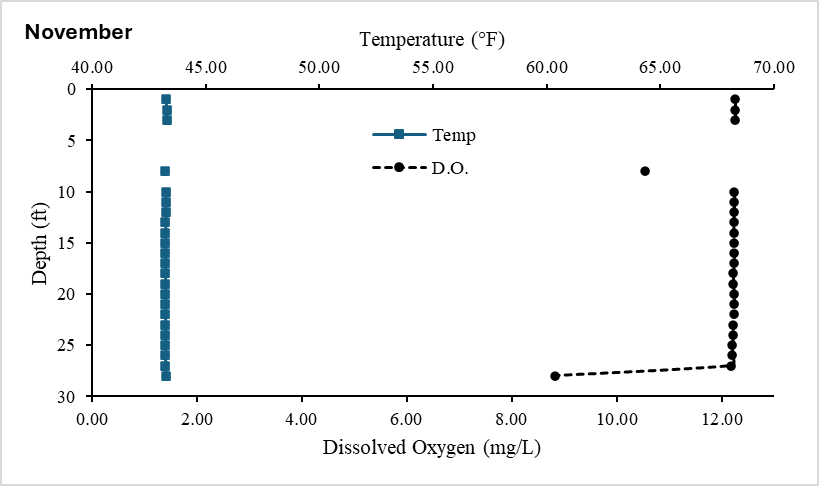 November
Temperature (°F)
40.00 45.00 50.00 55.00 60.00 65.00 70.00
0
5
10
15
20
25
30
Depth (ft)
Temp
D.O.
0.00 2.00 4.00 6.00 8.00 10.00 12.00
Dissolved Oxygen (mg/L)